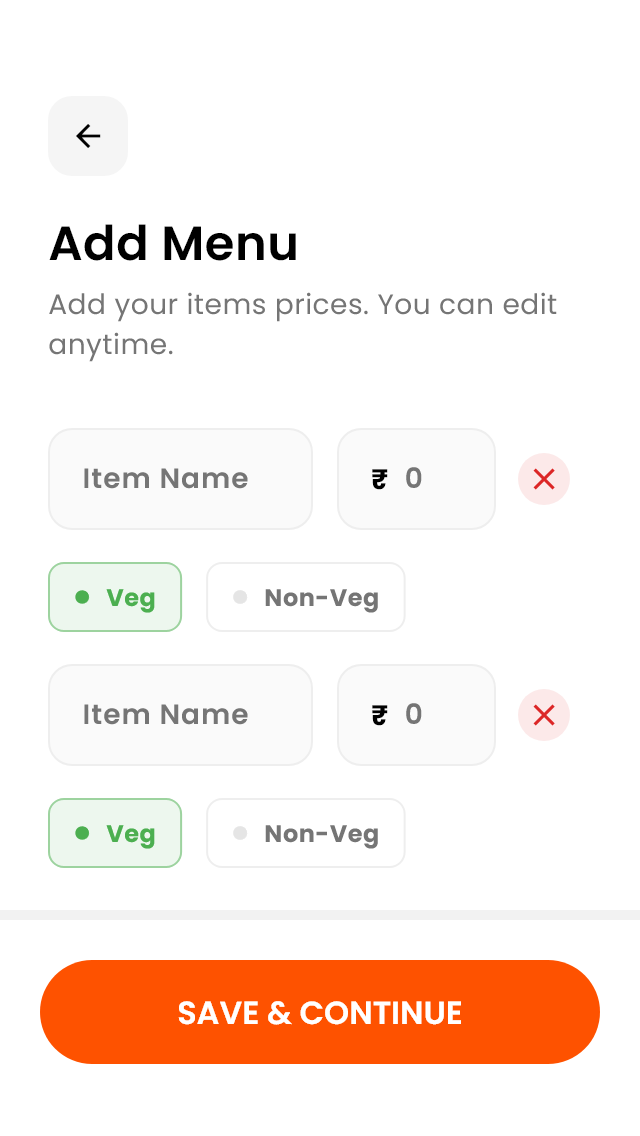 Add Menu
Add your items prices. You can edit
anytime.
Item Name
₹ 0
Veg
Non-Veg
Item Name
₹ 0
Veg
Non-Veg
SAVE & CONTINUE